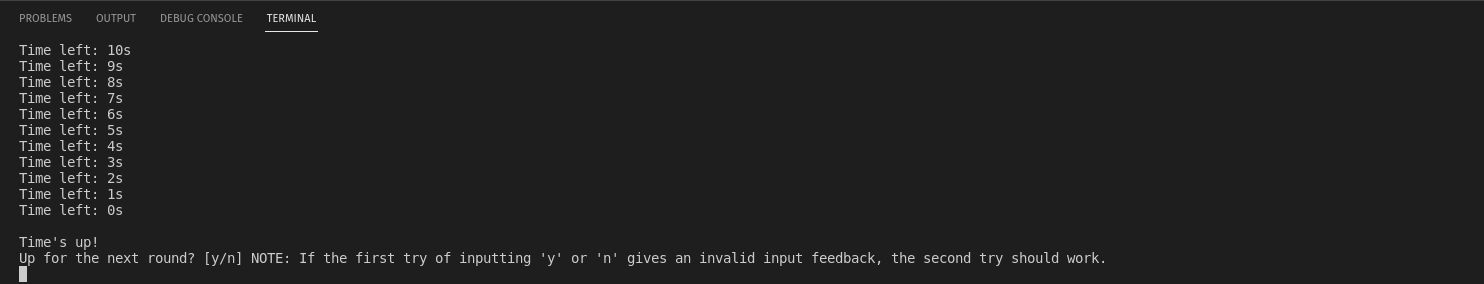 PROBLEMS OUTPUT DEBUG CONSOLE TERMINAL
Time left: 10s
Time left: 9s
Time left: 8s
Time left: 7s
Time left: 6s
Time left: 5s
Time left: 4s
Time left: 3s
Time left: 2s
Time left: 1s
Time left: 0s
Time's up!
Up for the next round? [y/n] NOTE: If the first try of inputting 'y' or 'n' gives an invalid input feedback, the second try should work.